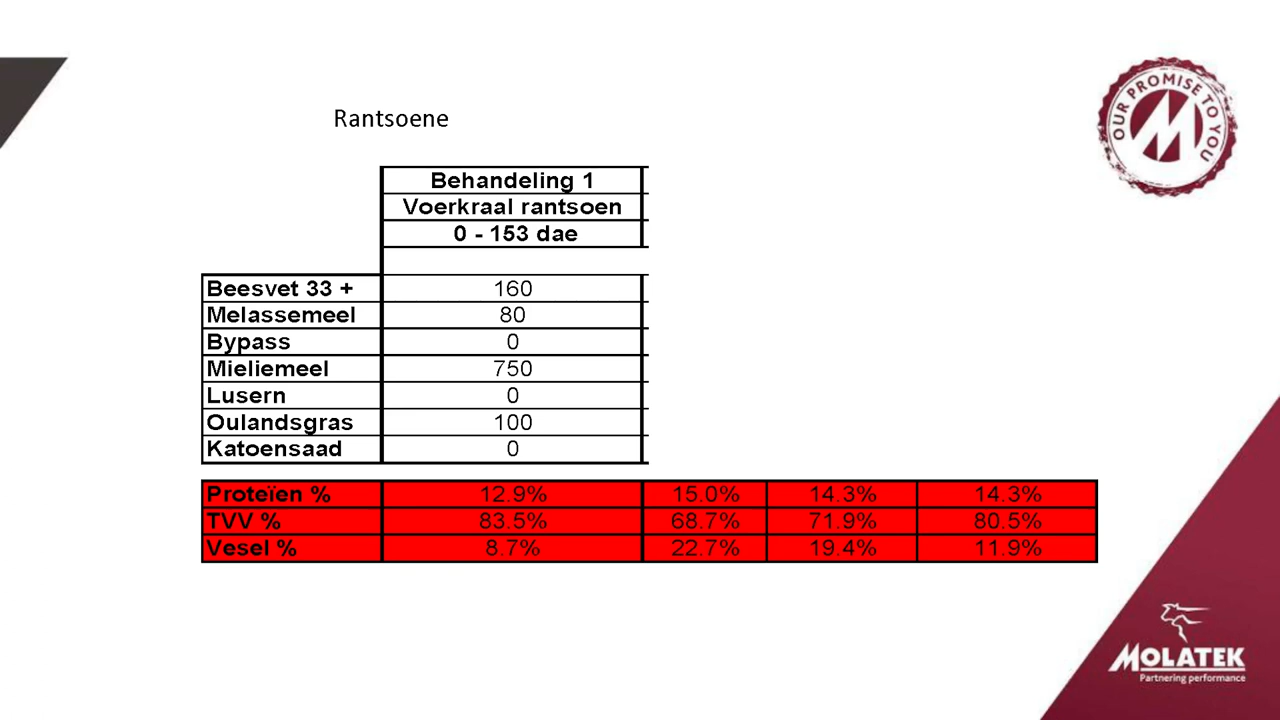 OUR PROMISE TO YOU
Rantsoene
Behandeling 1
Voerkraal rantsoen
0 - 153 dae
Beesvet 33 + 160
Melassemeel 80
Bypass 0
Mieliemeel 750
Lusern 0
Oulandsgras 100
Katoensaad 0
Proteïen % 12.9% 15.0% 14.3% 14.3%
TVV % 83.5% 68.7% 71.9% 80.5%
Vesel % 8.7% 22.7% 19.4% 11.9%
MOLATEK
Partnering performance